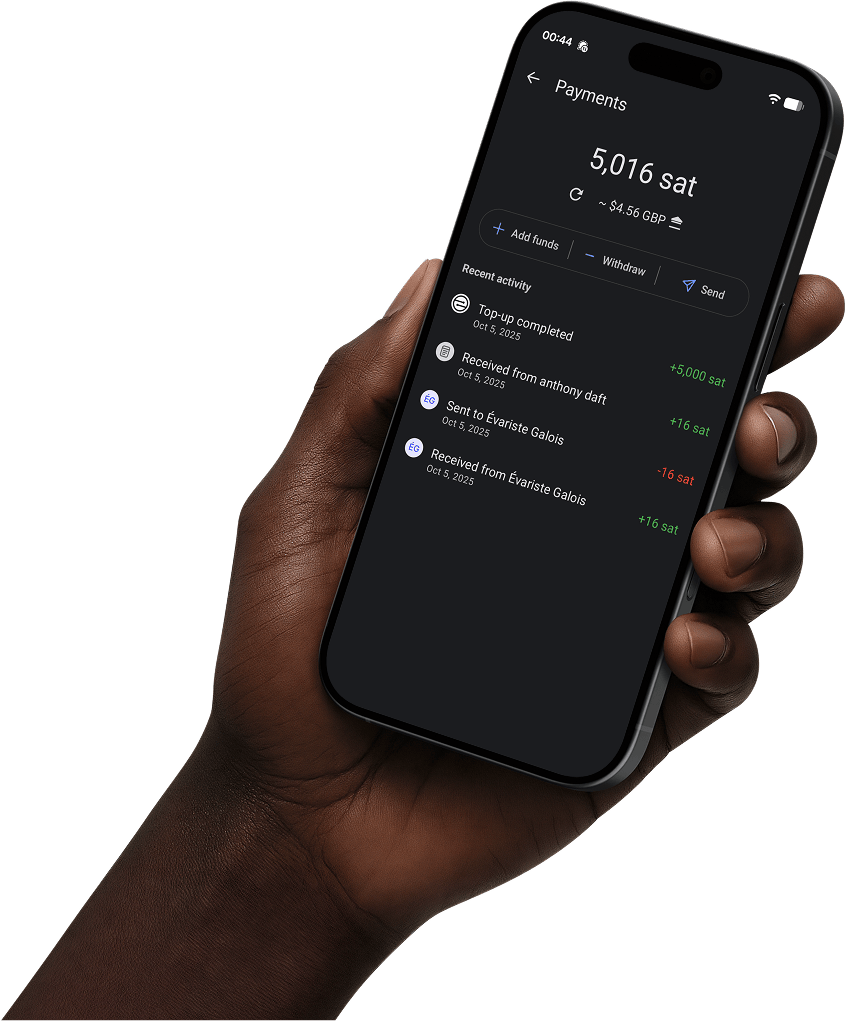 00:44
Payments
5,016 sat
~ $4.56 GBP
Add funds
Withdraw
Send
Recent activity
Top-up completed
Oct 5, 2025
+5,000 sat
Received from anthony daft
Oct 5, 2025
+16 sat
ÉG
Sent to Évariste Galois
Oct 5, 2025
-16 sat
ÉG
Received from Évariste Galois
Oct 5, 2025
+16 sat